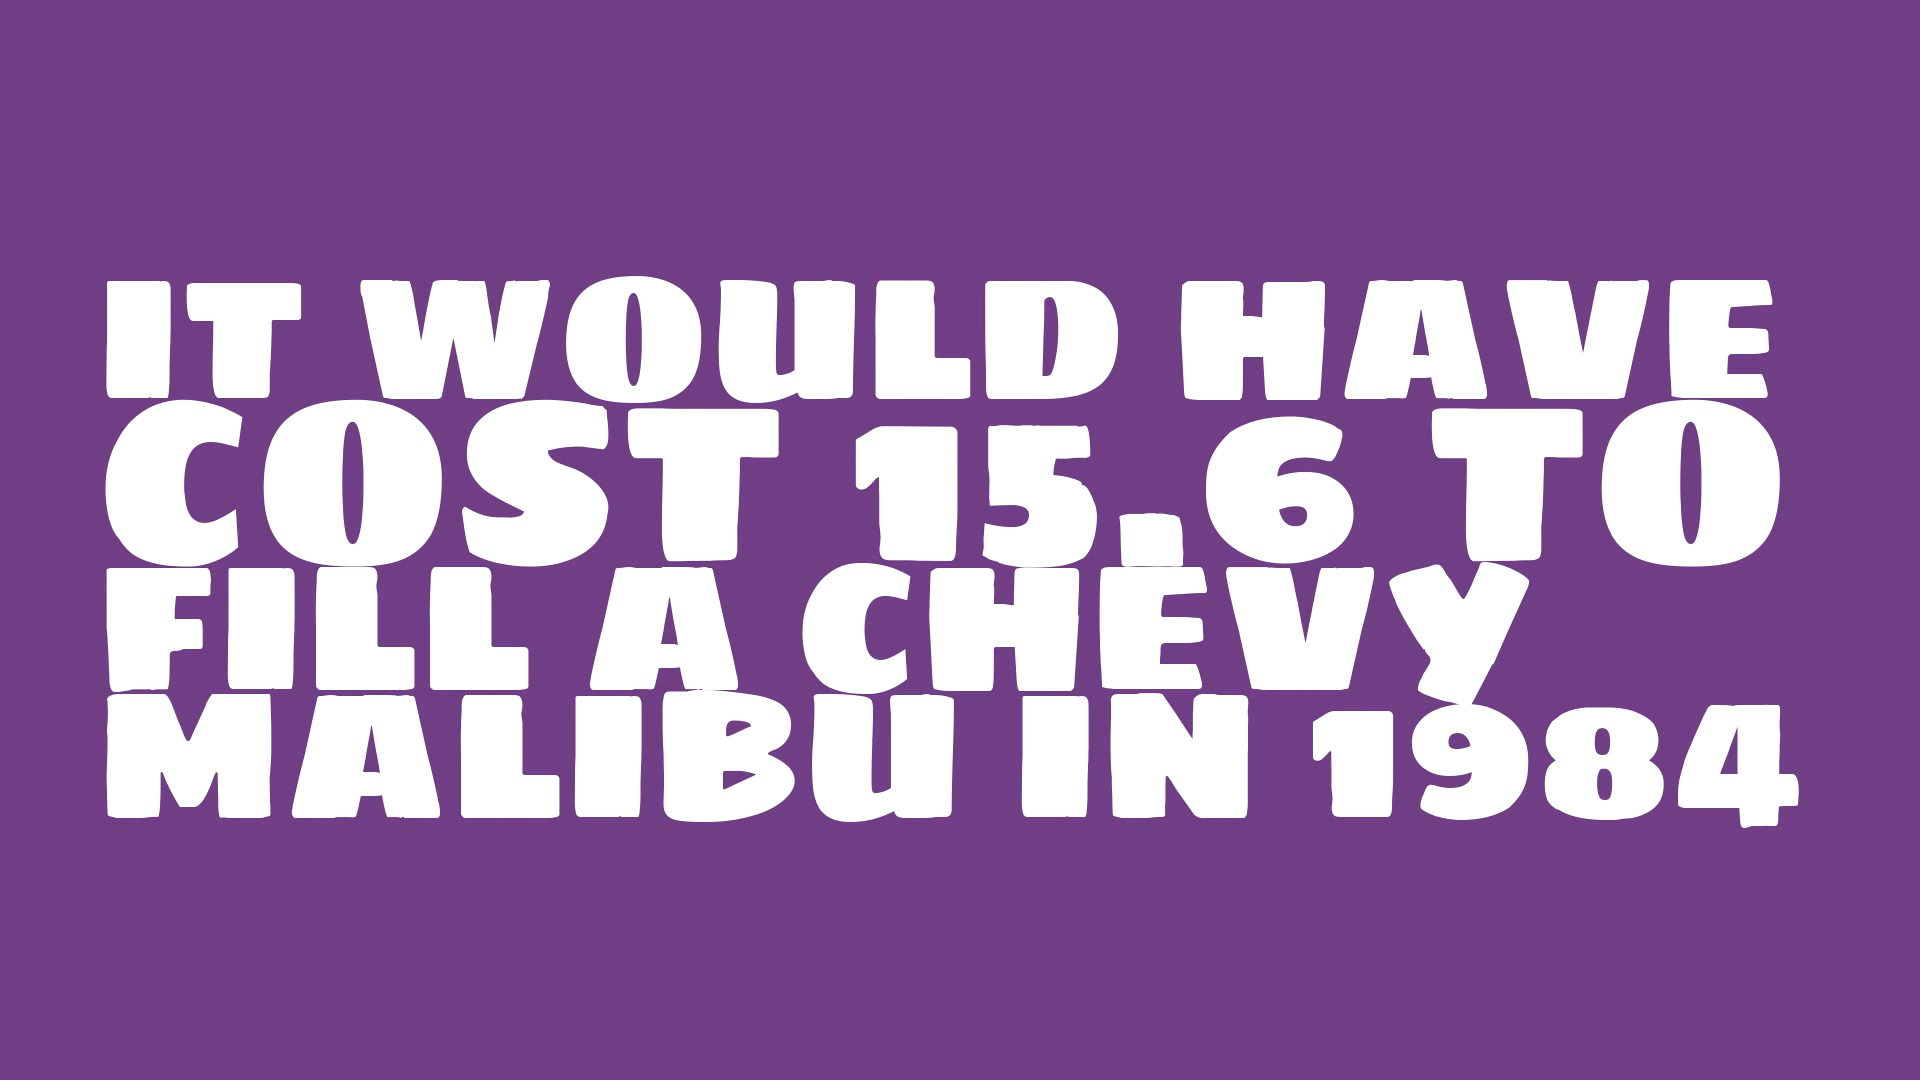 IT WOULD HAVE
COST 15.6 TO
FILL A CHEVY
MALIBU IN 1984